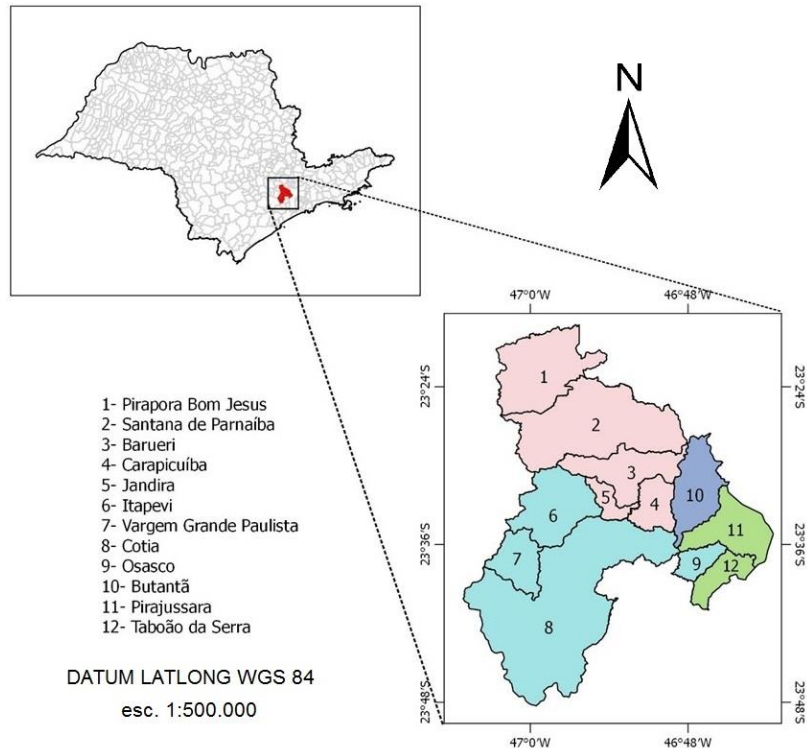 N
47°0'W 46°48'W
23°24'S 23°24'S
1
2
3
4
5
6
7
8
9
10
11
12
23°36'S 23°36'S
23°48'S 23°48'S
47°0'W 46°48'W
1- Pirapora Bom Jesus
2- Santana de Parnaíba
3- Barueri
4- Carapicuíba
5- Jandira
6- Itapevi
7- Vargem Grande Paulista
8- Cotia
9- Osasco
10- Butantã
11- Pirajussara
12- Taboão da Serra
DATUM LATLONG WGS 84
esc. 1:500.000